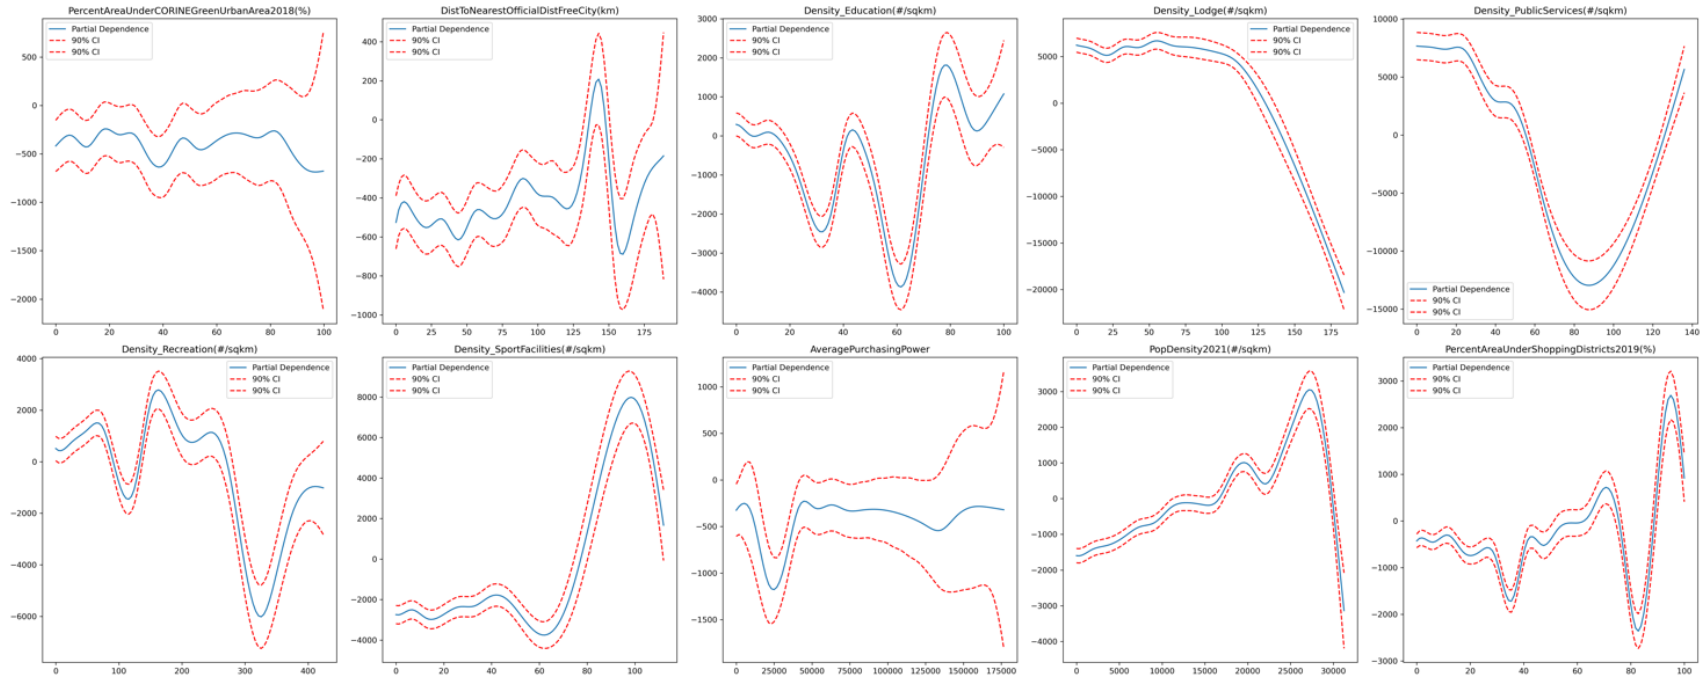 PercentAreaUnderCORINEGreenUrbanArea2018(%)
Partial Dependence
90% CI
90% CI
500
0
−500
−1000
−1500
−2000
0 20 40 60 80 100
DistToNearestOfficialDistFreeCity(km)
Partial Dependence
90% CI
90% CI
400
200
0
−200
−400
−600
−800
−1000
0 25 50 75 100 125 150 175
Density_Education(#/sqkm)
Partial Dependence
90% CI
90% CI
3000
2000
1000
0
−1000
−2000
−3000
−4000
0 20 40 60 80 100
Density_Lodge(#/sqkm)
Partial Dependence
90% CI
90% CI
5000
0
−5000
−10000
−15000
−20000
0 25 50 75 100 125 150 175
Density_PublicServices(#/sqkm)
10000
5000
0
−5000
−10000
−15000
Partial Dependence
90% CI
90% CI
0 20 40 60 80 100 120 140
Density_Recreation(#/sqkm)
Partial Dependence
90% CI
90% CI
4000
2000
0
−2000
−4000
−6000
0 100 200 300 400
Density_SportFacilities(#/sqkm)
Partial Dependence
90% CI
90% CI
8000
6000
4000
2000
0
−2000
−4000
0 20 40 60 80 100
AveragePurchasingPower
Partial Dependence
90% CI
90% CI
1000
500
0
−500
−1000
−1500
0 25000 50000 75000 100000 125000 150000 175000
PopDensity2021(#/sqkm)
Partial Dependence
90% CI
90% CI
3000
2000
1000
0
−1000
−2000
−3000
−4000
0 5000 10000 15000 20000 25000 30000
PercentAreaUnderShoppingDistricts2019(%)
Partial Dependence
90% CI
90% CI
3000
2000
1000
0
−1000
−2000
−3000
0 20 40 60 80 100